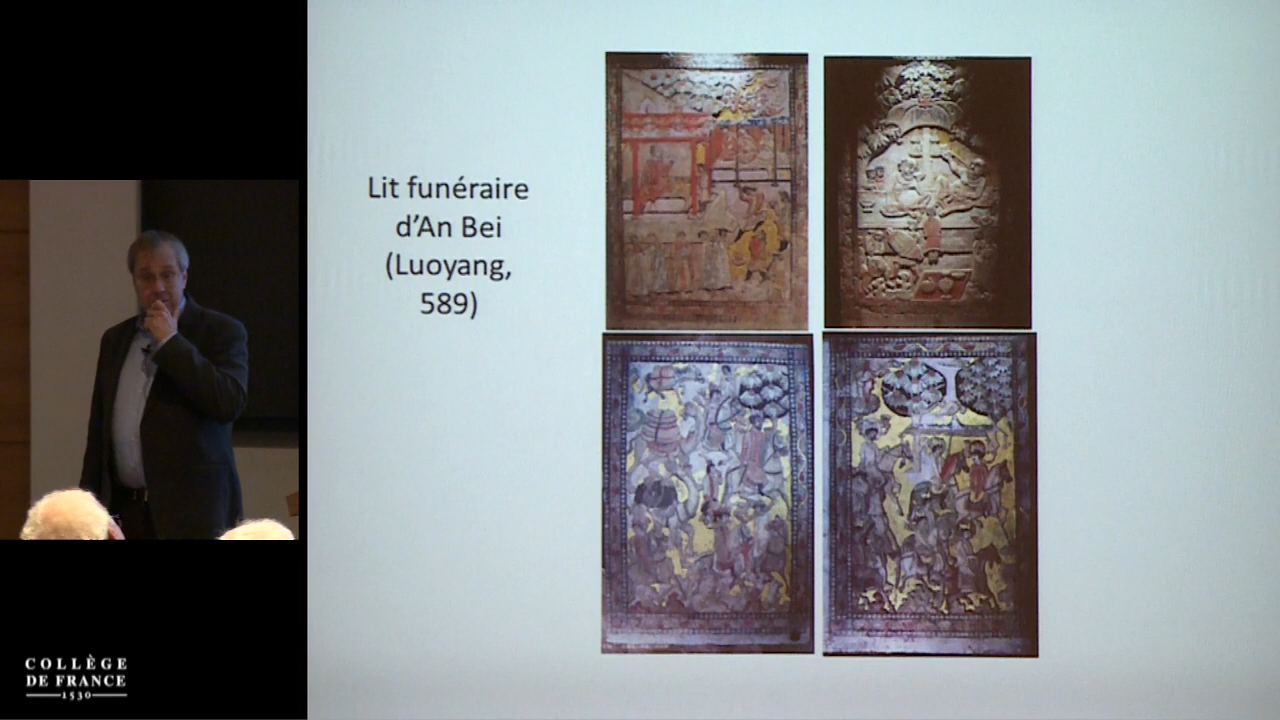 Lit funéraire
d’An Bei
(Luoyang,
589)
COLLÈGE
DE FRANCE
1530